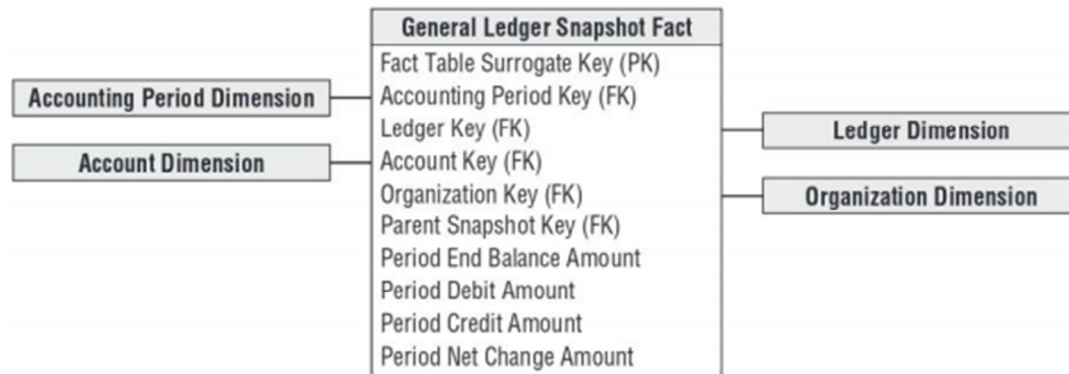 General Ledger Snapshot Fact
Fact Table Surrogate Key (PK)
Accounting Period Dimension
Accounting Period Key (FK)
Ledger Key (FK)
Ledger Dimension
Account Dimension
Account Key (FK)
Organization Key (FK)
Organization Dimension
Parent Snapshot Key (FK)
Period End Balance Amount
Period Debit Amount
Period Credit Amount
Period Net Change Amount